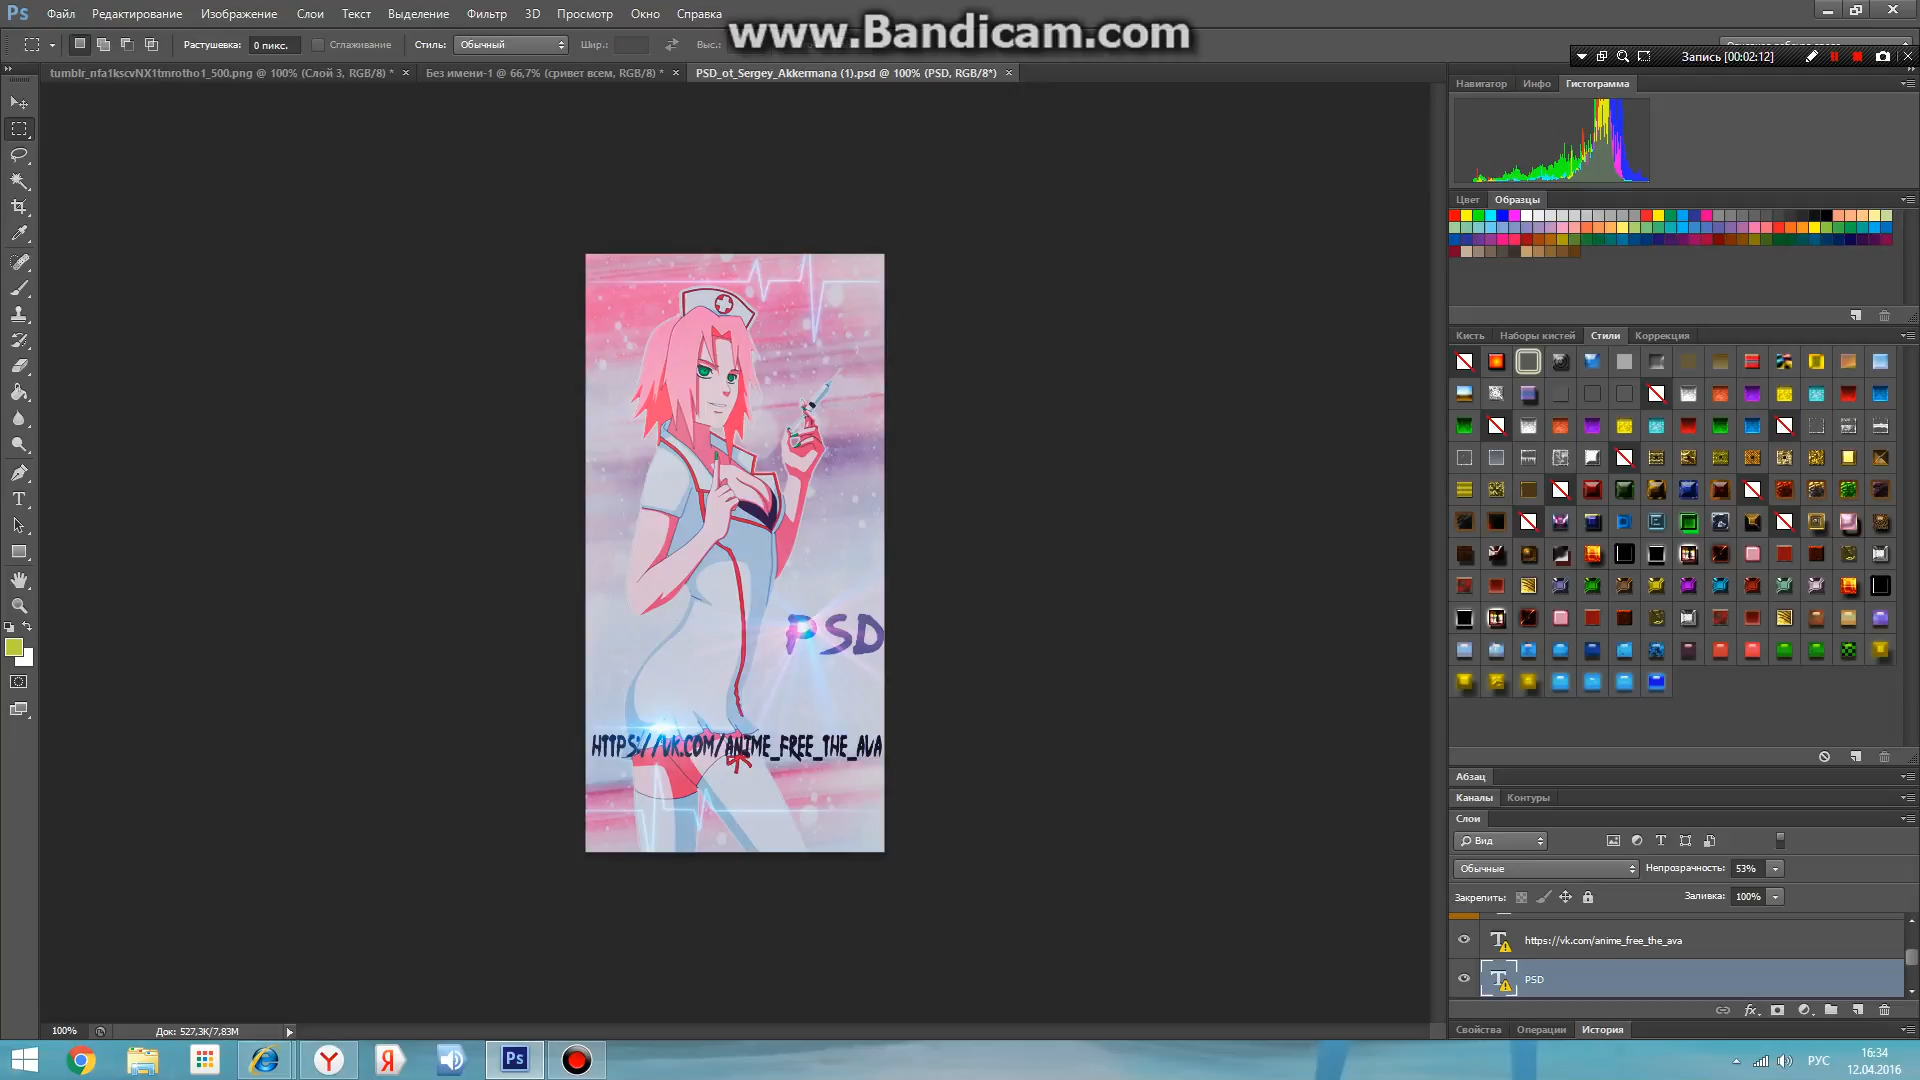 www.Bandicam.com
Ps Файл Редактирование Изображение Слои Текст Выделение Фильтр 3D Просмотр Окно Справка
Растушевка: 0 пикс. Сглаживание Стиль: Обычный Шир.: Выс.:
Запись [00:02:12]
tumblr_nfa1kscvNX1tmrotho1_500.png @ 100% (Слой 3, RGB/8) * ×
Без имени-1 @ 66,7% (сривет всем, RGB/8) * ×
PSD_ot_Sergey_Akkermana (1).psd @ 100% (PSD, RGB/8*) ×
Навигатор Инфо Гистограмма
Цвет Образцы
Кисть Наборы кистей Стили Коррекция
PSD
HTTPS://VK.COM/ANIME_FREE_THE_AVA
Абзац
Каналы Контуры
Слои
Вид
Обычные Непрозрачность: 53%
Закрепить: Заливка: 100%
https://vk.com/anime_free_the_ava
PSD
Свойства Операции История
100% Док: 527,3K/7,83M
Ps
РУС
16:34
12.04.2016